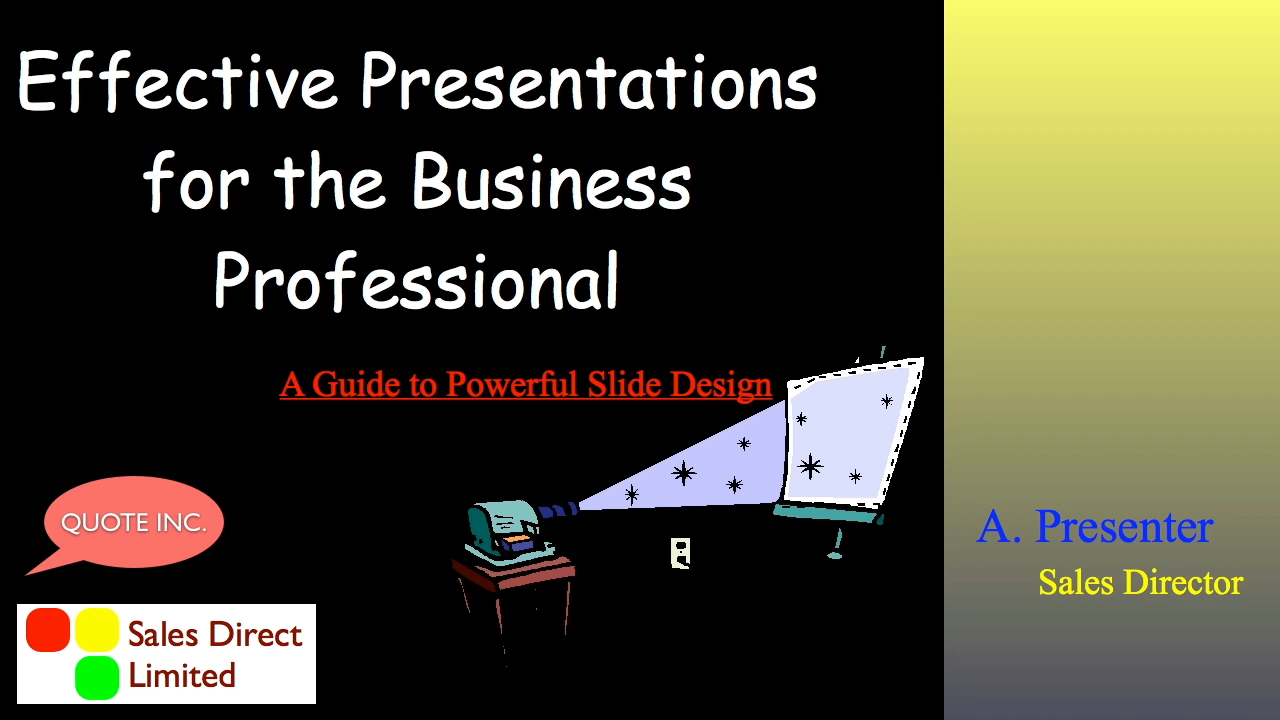 Effective Presentations
for the Business
Professional
A Guide to Powerful Slide Design
QUOTE INC.
A. Presenter
Sales Director
Sales Direct
Limited